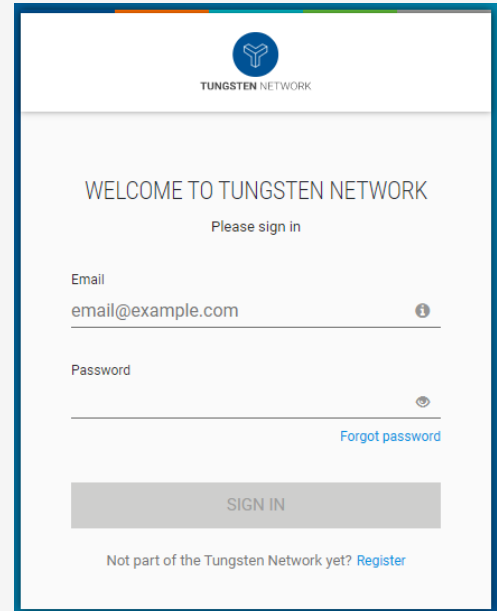 TUNGSTEN NETWORK
WELCOME TO TUNGSTEN NETWORK
Please sign in
Email
email@example.com
Password
Forgot password
SIGN IN
Not part of the Tungsten Network yet? Register